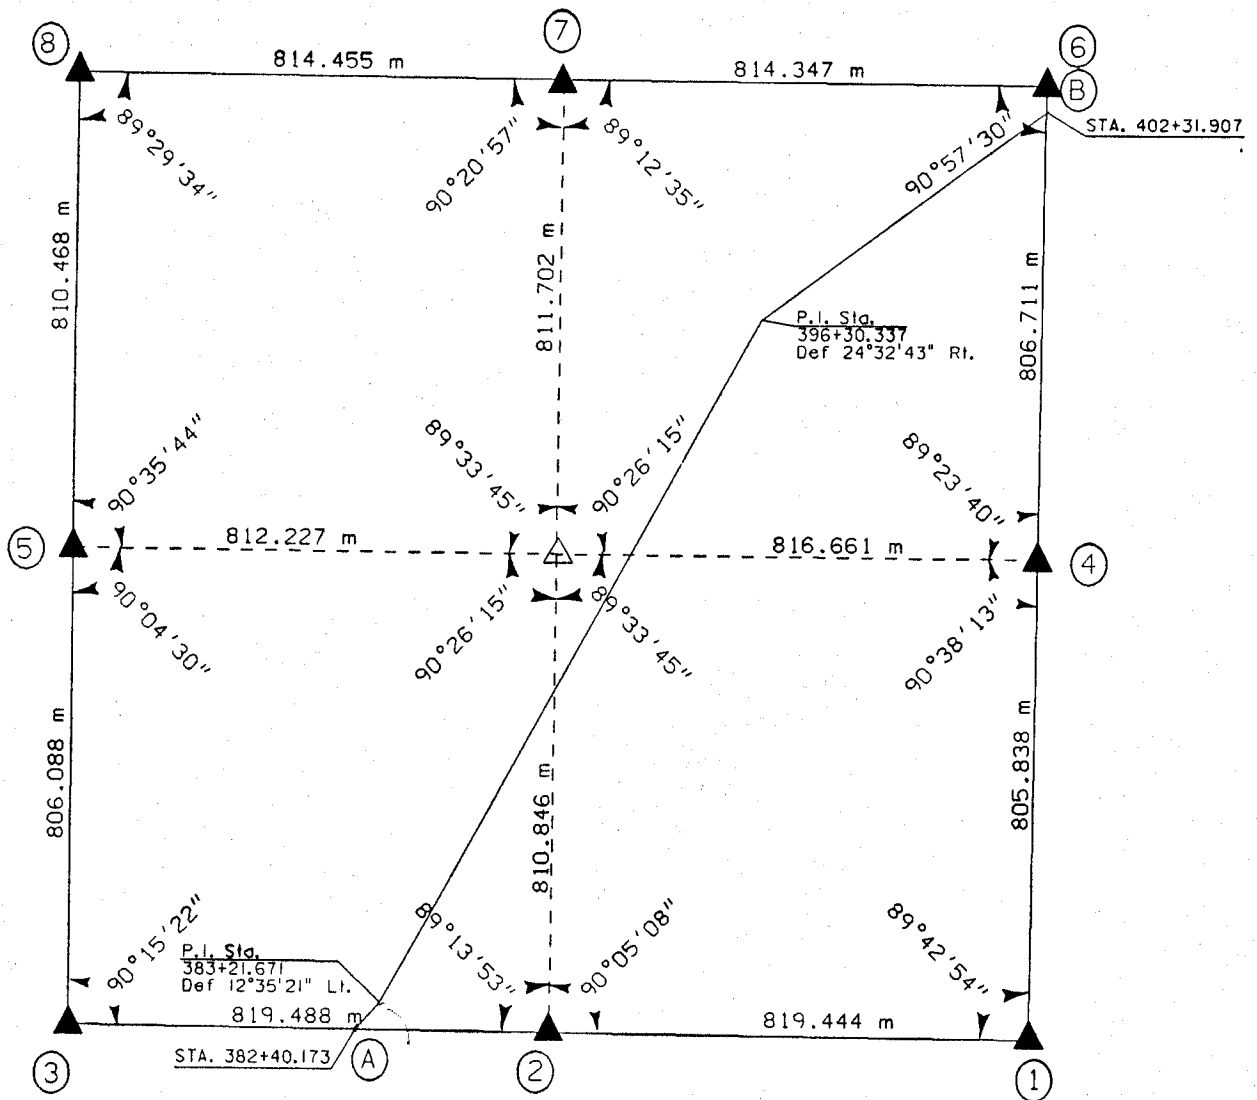 8
7
6
B
814.455 m
814.347 m
STA. 402+31.907
89°29'34"
90°20'57"
89°12'35"
90°57'30"
810.468 m
811.702 m
806.711 m
P.I. Sta.
396+30.337
Def 24°32'43" Rt.
90°35'44"
89°33'45"
90°26'15"
89°23'40"
5
812.227 m
816.661 m
4
90°04'30"
90°26'15"
89°33'45"
90°38'13"
806.088 m
810.846 m
805.838 m
90°15'22"
89°13'53"
90°05'08"
89°42'54"
P.I. Sta.
383+21.671
Def 12°35'21" Lt.
819.488 m
819.444 m
STA. 382+40.173
A
3
2
1